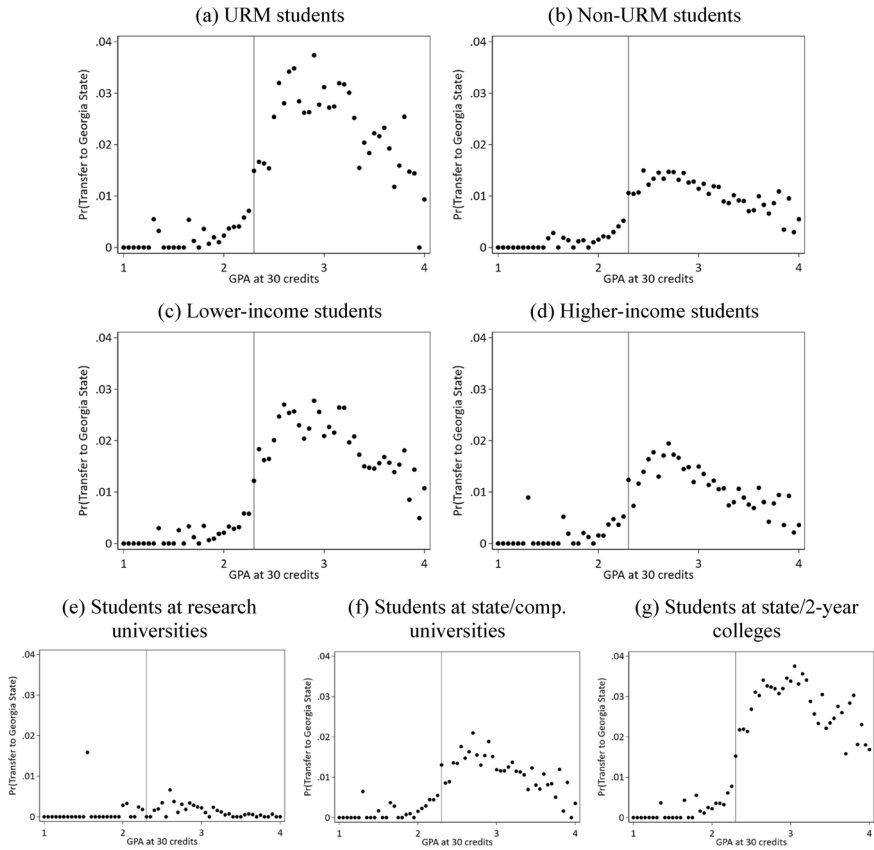 (a) URM students
(b) Non-URM students
.04
.03
.02
.01
0
Pr(Transfer to Georgia State)
1
2
3
4
GPA at 30 credits
.04
.03
.02
.01
0
Pr(Transfer to Georgia State)
1
2
3
4
GPA at 30 credits
(c) Lower-income students
(d) Higher-income students
.04
.03
.02
.01
0
Pr(Transfer to Georgia State)
1
2
3
4
GPA at 30 credits
.04
.03
.02
.01
0
Pr(Transfer to Georgia State)
1
2
3
4
GPA at 30 credits
(e) Students at research
universities
(f) Students at state/comp.
universities
(g) Students at state/2-year
colleges
.04
.03
.02
.01
0
Pr(Transfer to Georgia State)
1
2
3
4
GPA at 30 credits
.04
.03
.02
.01
0
Pr(Transfer to Georgia State)
1
2
3
4
GPA at 30 credits
.04
.03
.02
.01
0
Pr(Transfer to Georgia State)
1
2
3
4
GPA at 30 credits